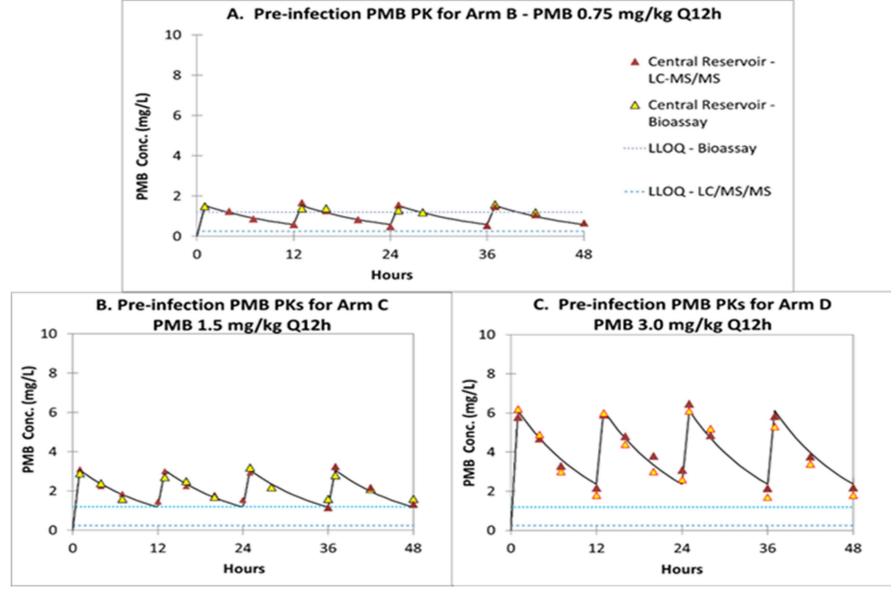 A. Pre-infection PMB PK for Arm B - PMB 0.75 mg/kg Q12h
10
8
6
4
2
0
PMB Conc. (mg/L)
0 12 24 36 48
Hours
Central Reservoir -
LC-MS/MS
Central Reservoir -
Bioassay
LLOQ - Bioassay
LLOQ - LC/MS/MS
B. Pre-infection PMB PKs for Arm C
PMB 1.5 mg/kg Q12h
10
8
6
4
2
0
PMB Conc. (mg/L)
0 12 24 36 48
Hours
C. Pre-infection PMB PKs for Arm D
PMB 3.0 mg/kg Q12h
10
8
6
4
2
0
PMB Conc. (mg/L)
0 12 24 36 48
Hours